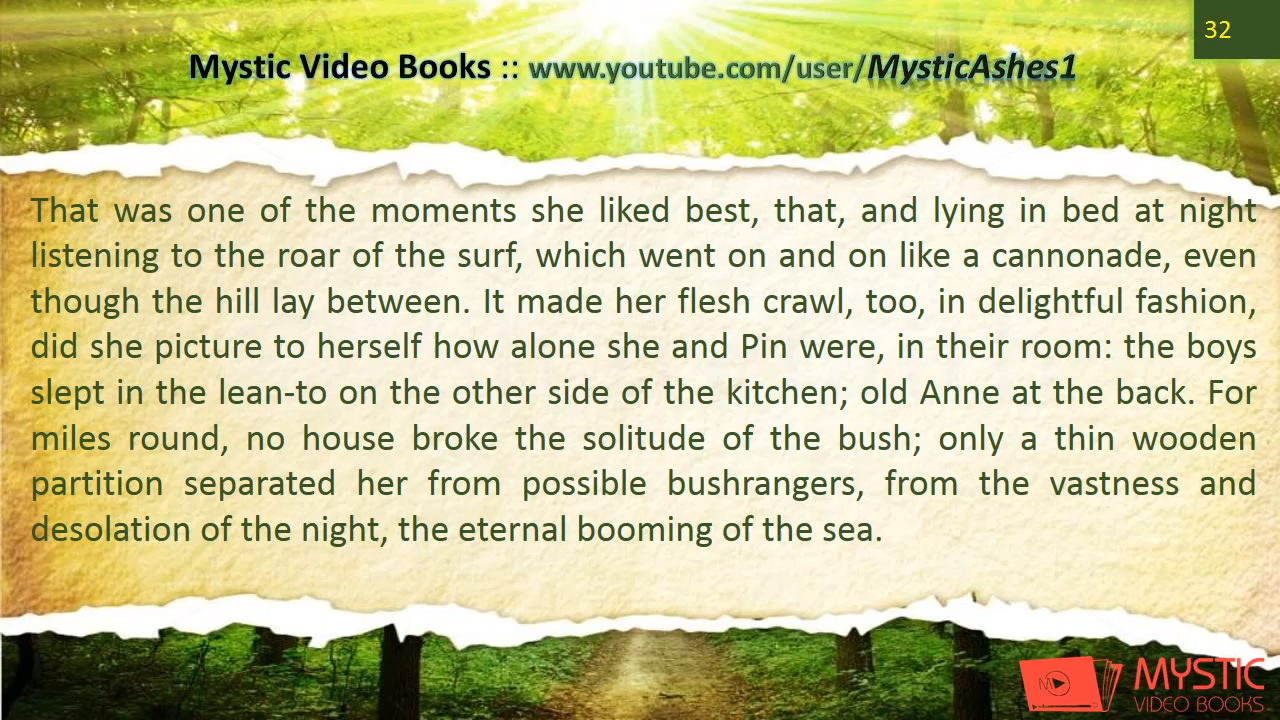 32
Mystic Video Books :: www.youtube.com/user/MysticAshes1
That was one of the moments she liked best, that, and lying in bed at night
listening to the roar of the surf, which went on and on like a cannonade, even
though the hill lay between. It made her flesh crawl, too, in delightful fashion,
did she picture to herself how alone she and Pin were, in their room: the boys
slept in the lean-to on the other side of the kitchen; old Anne at the back. For
miles round, no house broke the solitude of the bush; only a thin wooden
partition separated her from possible bushrangers, from the vastness and
desolation of the night, the eternal booming of the sea.
MYSTIC
VIDEO BOOKS